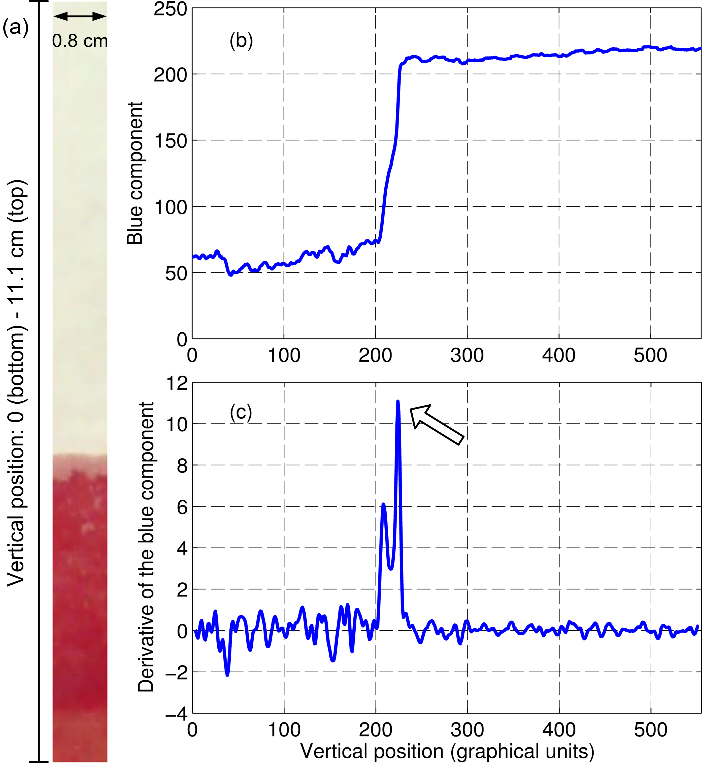 (a)
0.8 cm
Vertical position: 0 (bottom) - 11.1 cm (top)
(b)
Blue component
250
200
150
100
50
0
0 100 200 300 400 500
(c)
Derivative of the blue component
12
10
8
6
4
2
0
−2
−4
0 100 200 300 400 500
Vertical position (graphical units)